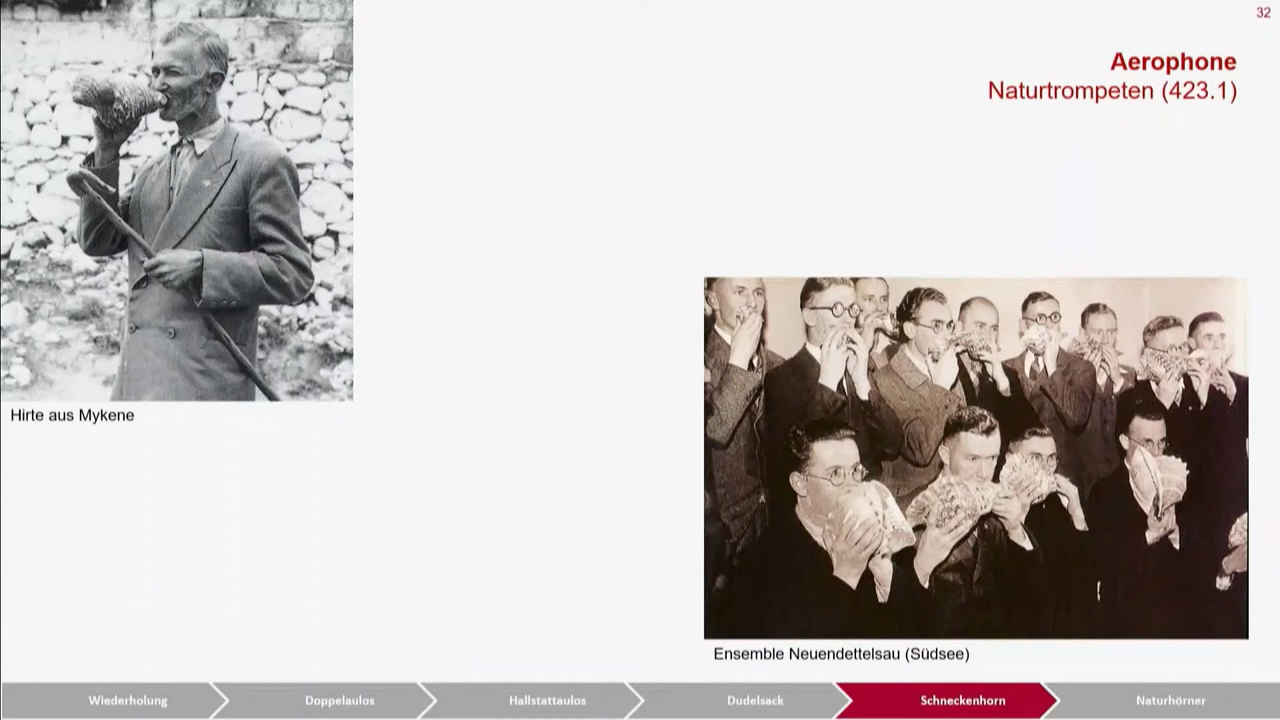 32
Aerophone
Naturtrompeten (423.1)
Hirte aus Mykene
Ensemble Neuendettelsau (Südsee)
Wiederholung
Doppelaulos
Hallstattaulos
Dudelsack
Schneckenhorn
Naturhörner